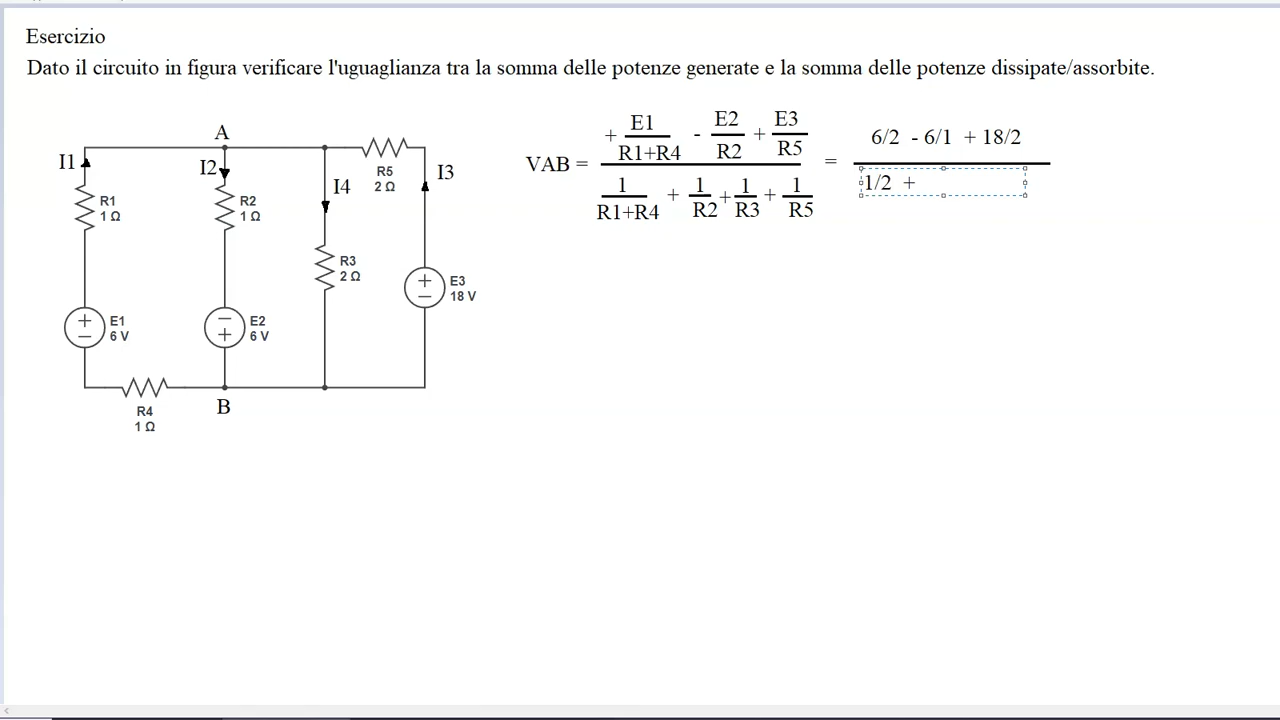 Esercizio
Dato il circuito in figura verificare l'uguaglianza tra la somma delle potenze generate e la somma delle potenze dissipate/assorbite.
A
I1
I2
I4
I3
R1
1 Ω
R2
1 Ω
R3
2 Ω
R5
2 Ω
E1
6 V
E2
6 V
E3
18 V
R4
1 Ω
B
+ E1 - E2 + E3
R1+R4 R2 R5
VAB = =
1 + 1 + 1 + 1
R1+R4 R2 R3 R5
6/2 - 6/1 + 18/2
1/2 +